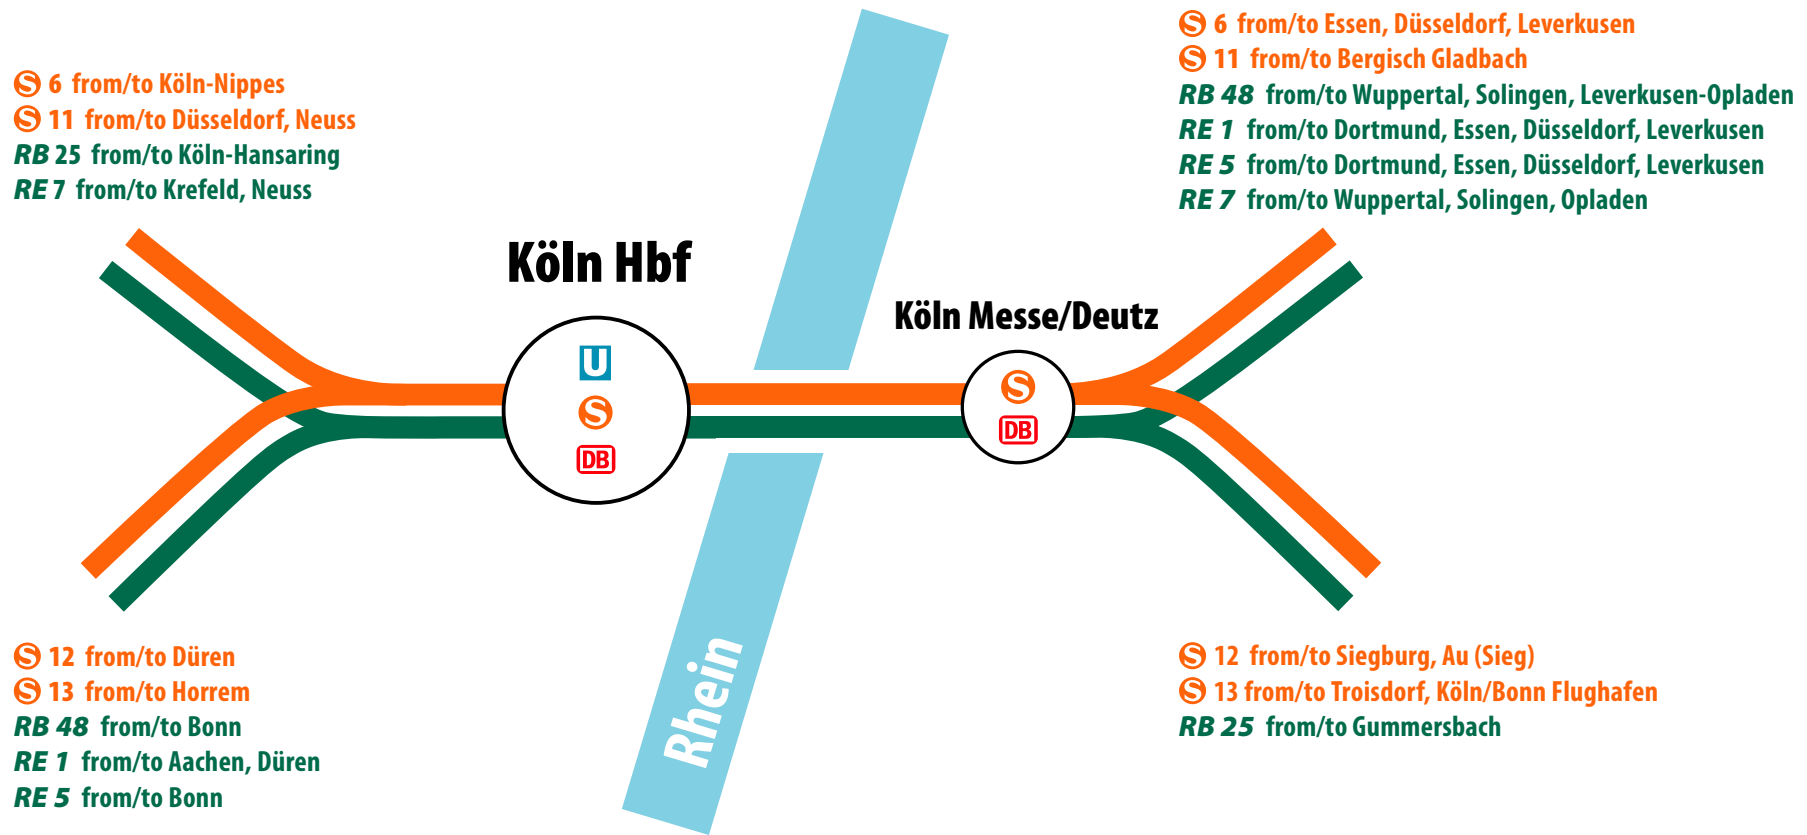 S 6 from/to Köln-Nippes
S 11 from/to Düsseldorf, Neuss
RB 25 from/to Köln-Hansaring
RE 7 from/to Krefeld, Neuss
S 6 from/to Essen, Düsseldorf, Leverkusen
S 11 from/to Bergisch Gladbach
RB 48 from/to Wuppertal, Solingen, Leverkusen-Opladen
RE 1 from/to Dortmund, Essen, Düsseldorf, Leverkusen
RE 5 from/to Dortmund, Essen, Düsseldorf, Leverkusen
RE 7 from/to Wuppertal, Solingen, Opladen
Köln Hbf
U
S
DB
Köln Messe/Deutz
S
DB
Rhein
S 12 from/to Düren
S 13 from/to Horrem
RB 48 from/to Bonn
RE 1 from/to Aachen, Düren
RE 5 from/to Bonn
S 12 from/to Siegburg, Au (Sieg)
S 13 from/to Troisdorf, Köln/Bonn Flughafen
RB 25 from/to Gummersbach